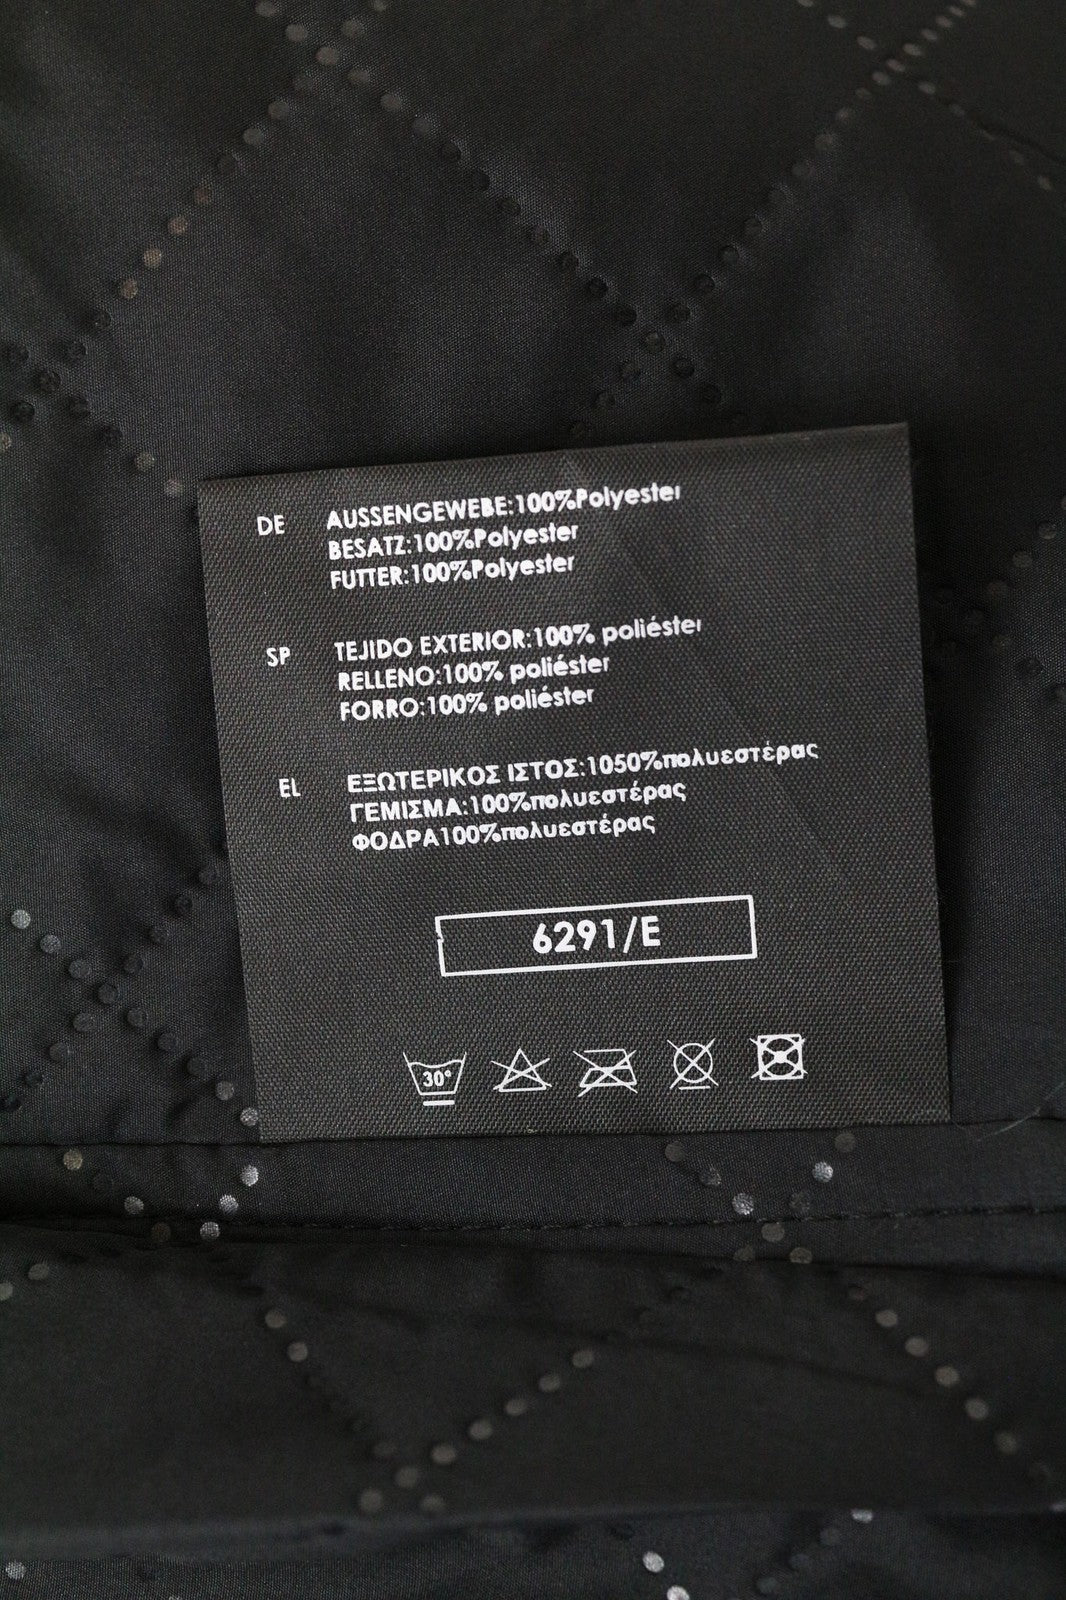 DE AUSSENGEWEBE:100%Polyester
BESATZ:100%Polyester
FUTTER:100%Polyester
SP TEJIDO EXTERIOR:100% poliéster
RELLENO:100% poliéster
FORRO:100% poliéster
EL ΕΞΩΤΕΡΙΚΟΣ ΙΣΤΟΣ:1050%πολυεστέρας
ΓΕΜΙΣΜΑ:100%πολυεστέρας
ΦΟΔΡΑ100%πολυεστέρας
6291/E
30°